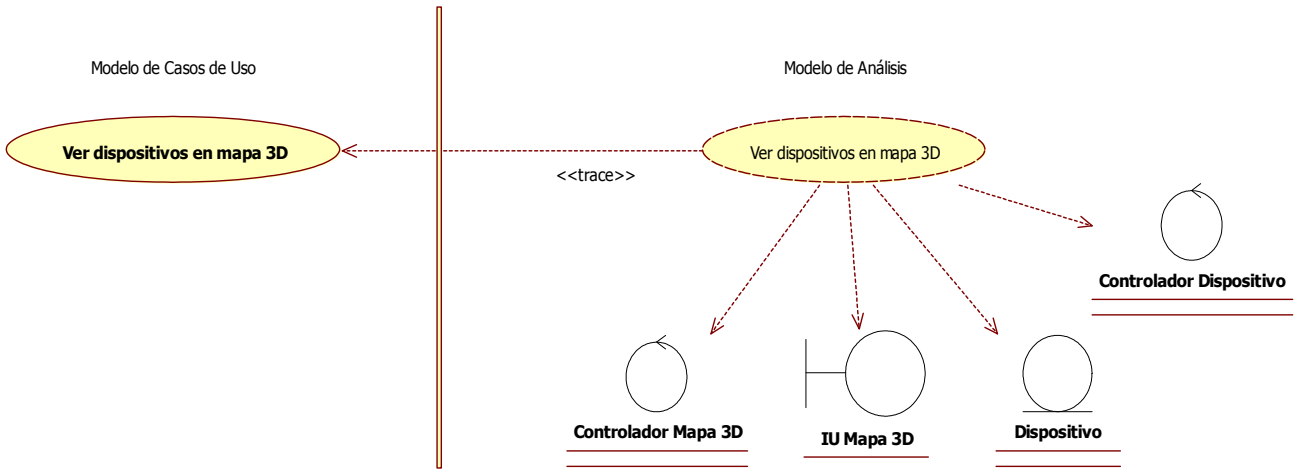 Modelo de Casos de Uso
Modelo de Análisis
Ver dispositivos en mapa 3D
Ver dispositivos en mapa 3D
<<trace>>
Controlador Dispositivo
Controlador Mapa 3D
IU Mapa 3D
Dispositivo